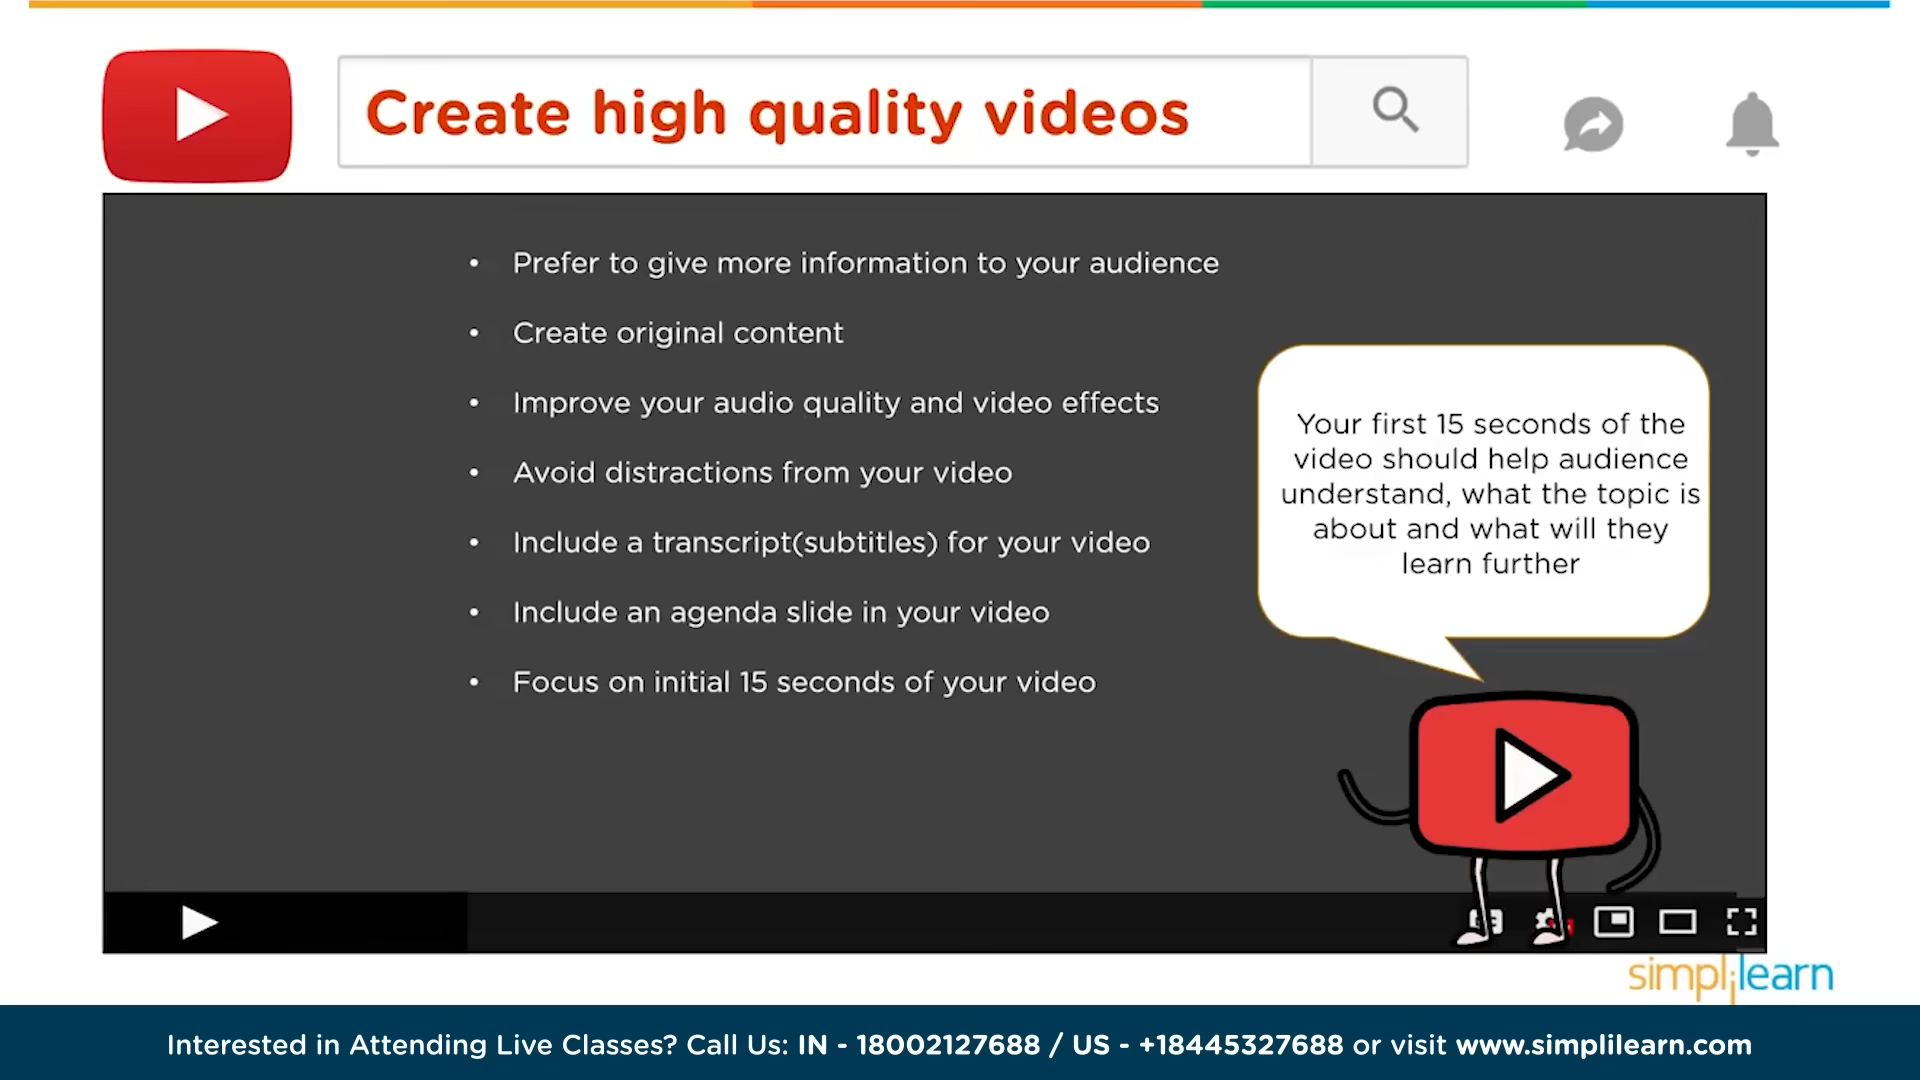 Create high quality videos
• Prefer to give more information to your audience
• Create original content
• Improve your audio quality and video effects
• Avoid distractions from your video
• Include a transcript(subtitles) for your video
• Include an agenda slide in your video
• Focus on initial 15 seconds of your video
Your first 15 seconds of the
video should help audience
understand, what the topic is
about and what will they
learn further
simplilearn
Interested in Attending Live Classes? Call Us: IN - 18002127688 / US - +18445327688 or visit www.simplilearn.com